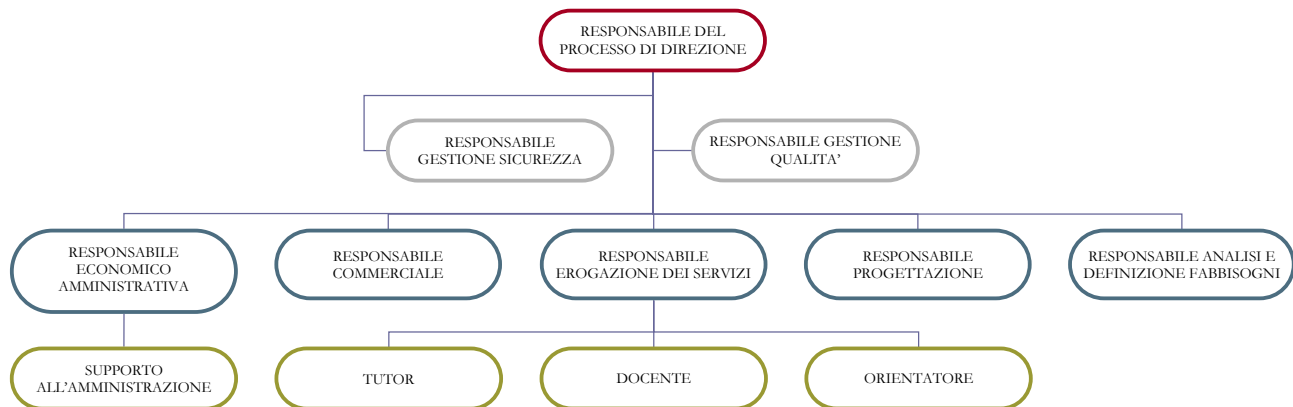 RESPONSABILE DEL
PROCESSO DI DIREZIONE
RESPONSABILE
GESTIONE SICUREZZA
RESPONSABILE GESTIONE
QUALITA’
RESPONSABILE
ECONOMICO
AMMINISTRATIVA
RESPONSABILE
COMMERCIALE
RESPONSABILE
EROGAZIONE DEI SERVIZI
RESPONSABILE
PROGETTAZIONE
RESPONSABILE ANALISI E
DEFINIZIONE FABBISOGNI
SUPPORTO
ALL’AMMINISTRAZIONE
TUTOR
DOCENTE
ORIENTATORE